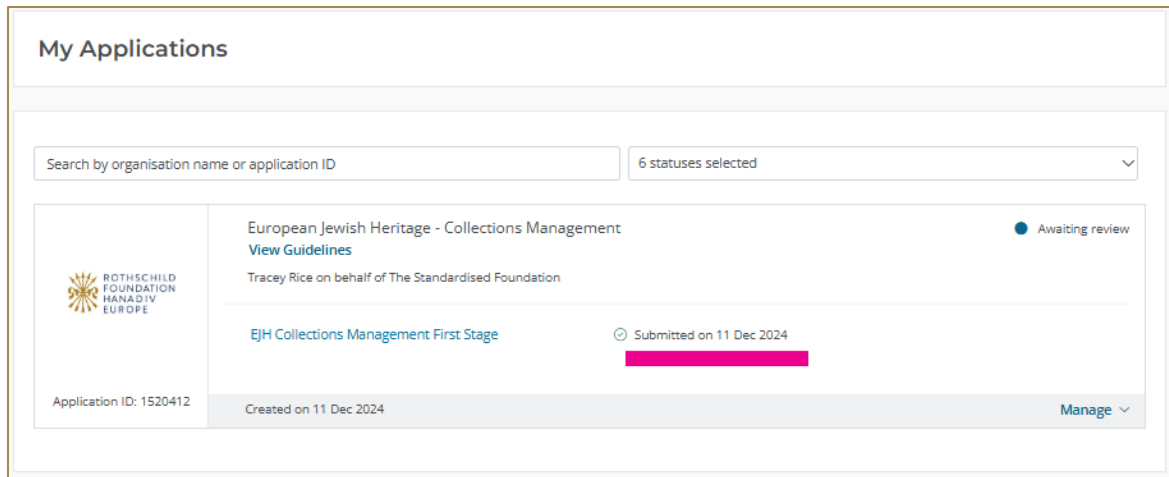 My Applications
Search by organisation name or application ID
6 statuses selected
European Jewish Heritage - Collections Management
Awaiting review
View Guidelines
Tracey Rice on behalf of The Standardised Foundation
ROTHSCHILD
FOUNDATION
HANADIV
EUROPE
EJH Collections Management First Stage
Submitted on 11 Dec 2024
Application ID: 1520412
Created on 11 Dec 2024
Manage